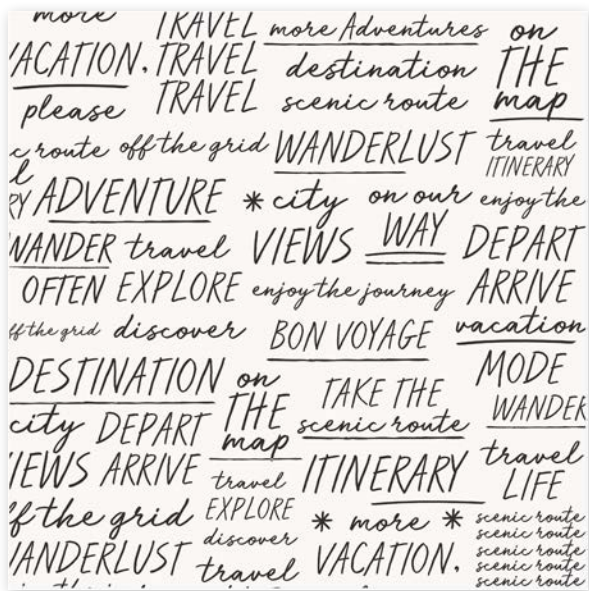 more TRAVEL more Adventures on
VACATION. TRAVEL destination THE
please TRAVEL scenic route map
c route off the grid WANDERLUST travel
ITINERARY
RY ADVENTURE * city on our enjoy the
WANDER travel VIEWS WAY DEPART
OFTEN EXPLORE enjoy the journey ARRIVE
off the grid discover BON VOYAGE vacation
DESTINATION on TAKE THE MODE
THE scenic route WANDER
city DEPART map
VIEWS ARRIVE travel ITINERARY travel
off the grid EXPLORE * more * LIFE
discover scenic route
scenic route
scenic route
WANDERLUST travel VACATION. scenic route
scenic route